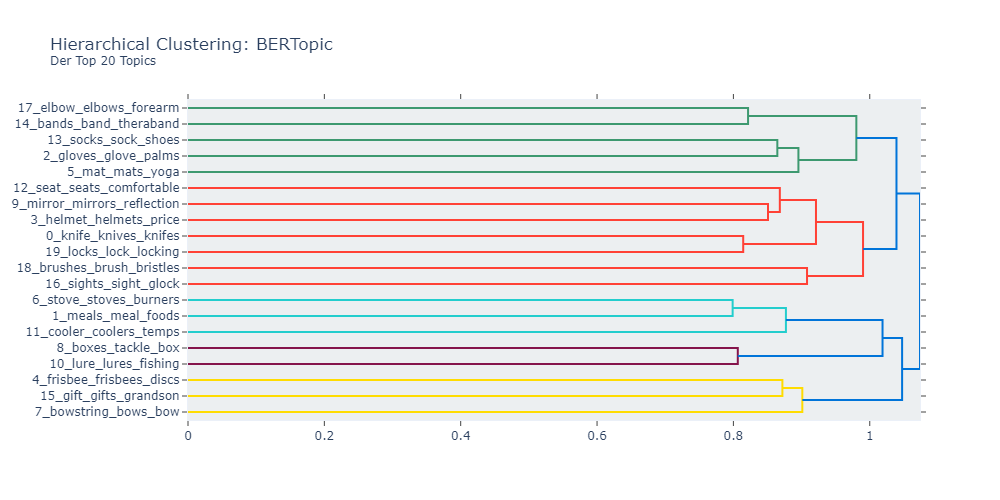 Hierarchical Clustering: BERTopic
Der Top 20 Topics
17_elbow_elbows_forearm
14_bands_band_theraband
13_socks_sock_shoes
2_gloves_glove_palms
5_mat_mats_yoga
12_seat_seats_comfortable
9_mirror_mirrors_reflection
3_helmet_helmets_price
0_knife_knives_knifes
19_locks_lock_locking
18_brushes_brush_bristles
16_sights_sight_glock
6_stove_stoves_burners
1_meals_meal_foods
11_cooler_coolers_temps
8_boxes_tackle_box
10_lure_lures_fishing
4_frisbee_frisbees_discs
15_gift_gifts_grandson
7_bowstring_bows_bow
0 0.2 0.4 0.6 0.8 1